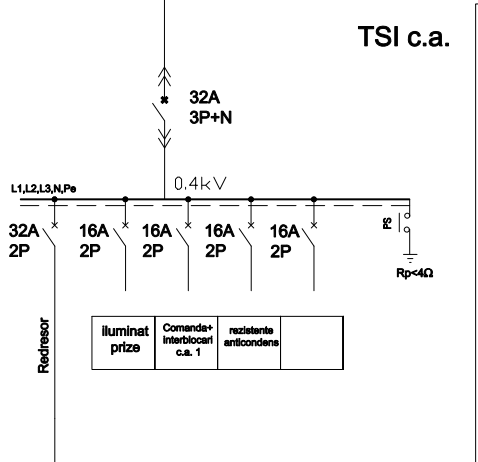 TSI c.a.
32A
3P+N
L1,L2,L3,N,Pe
0.4kV
32A
2P
16A
2P
16A
2P
16A
2P
16A
2P
PS
Rp<4Ω
Redresor
iluminat
prize
Comanda+
interblocari
c.a. 1
rezistente
anticondens